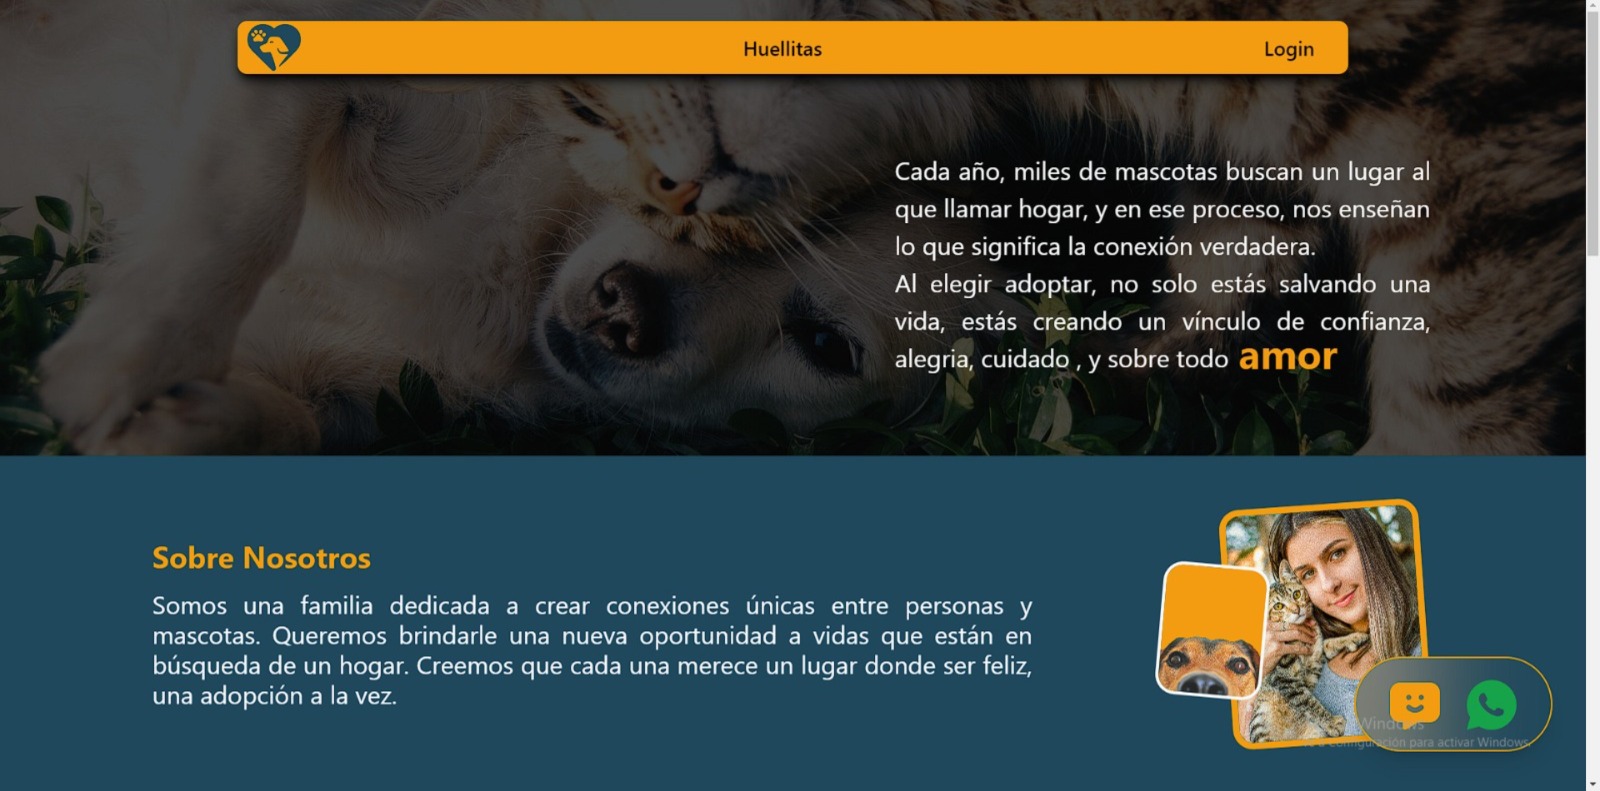 Huellitas
Login
Cada año, miles de mascotas buscan un lugar al
que llamar hogar, y en ese proceso, nos enseñan
lo que significa la conexión verdadera.
Al elegir adoptar, no solo estás salvando una
vida, estás creando un vínculo de confianza,
alegria, cuidado , y sobre todo amor
Sobre Nosotros
Somos una familia dedicada a crear conexiones únicas entre personas y
mascotas. Queremos brindarle una nueva oportunidad a vidas que están en
búsqueda de un hogar. Creemos que cada una merece un lugar donde ser feliz,
una adopción a la vez.
Windows
Configuración para activar Windows.